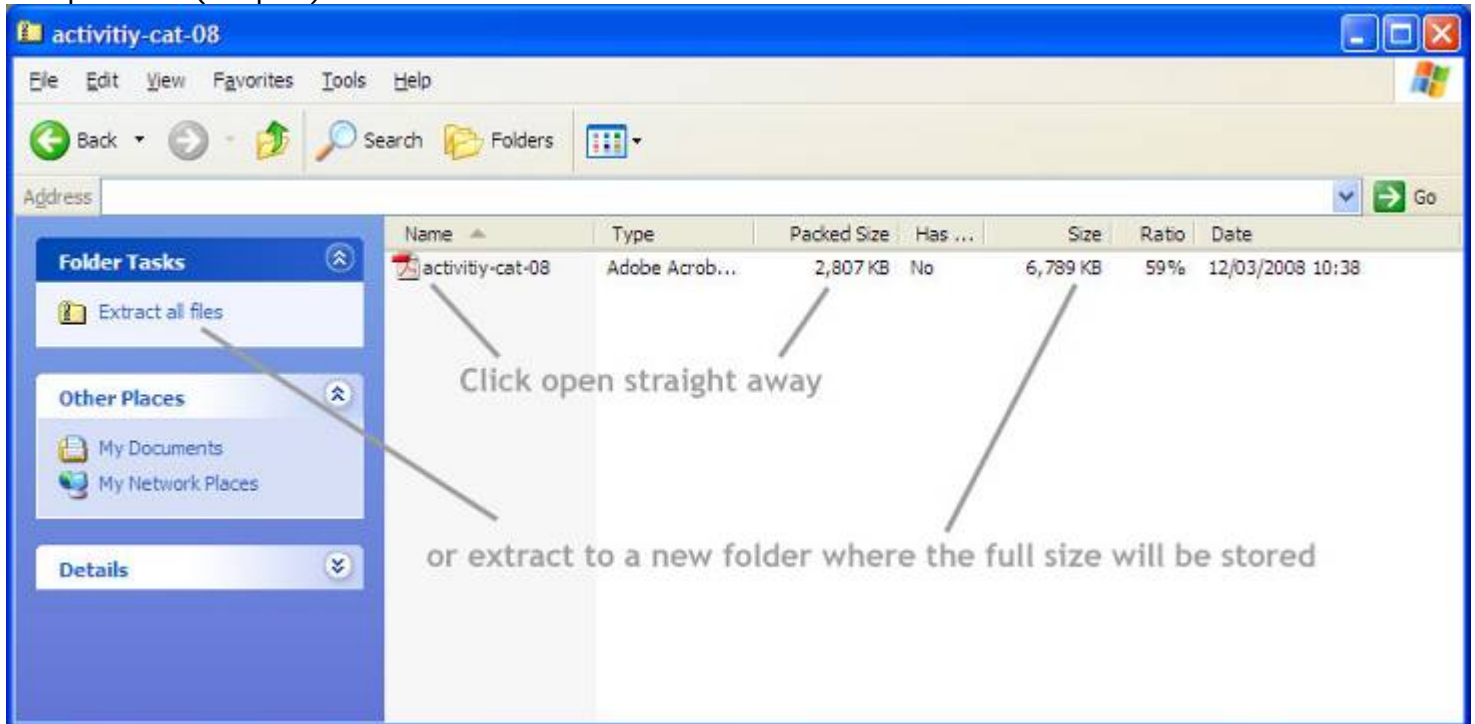 activitiy-cat-08
File Edit View Favorites Tools Help
Back Search Folders
Address Go
Name Type Packed Size Has ... Size Ratio Date
Folder Tasks
activitiy-cat-08 Adobe Acrob... 2,807 KB No 6,789 KB 59% 12/03/2008 10:38
Extract all files
Click open straight away
Other Places
My Documents
My Network Places
or extract to a new folder where the full size will be stored
Details